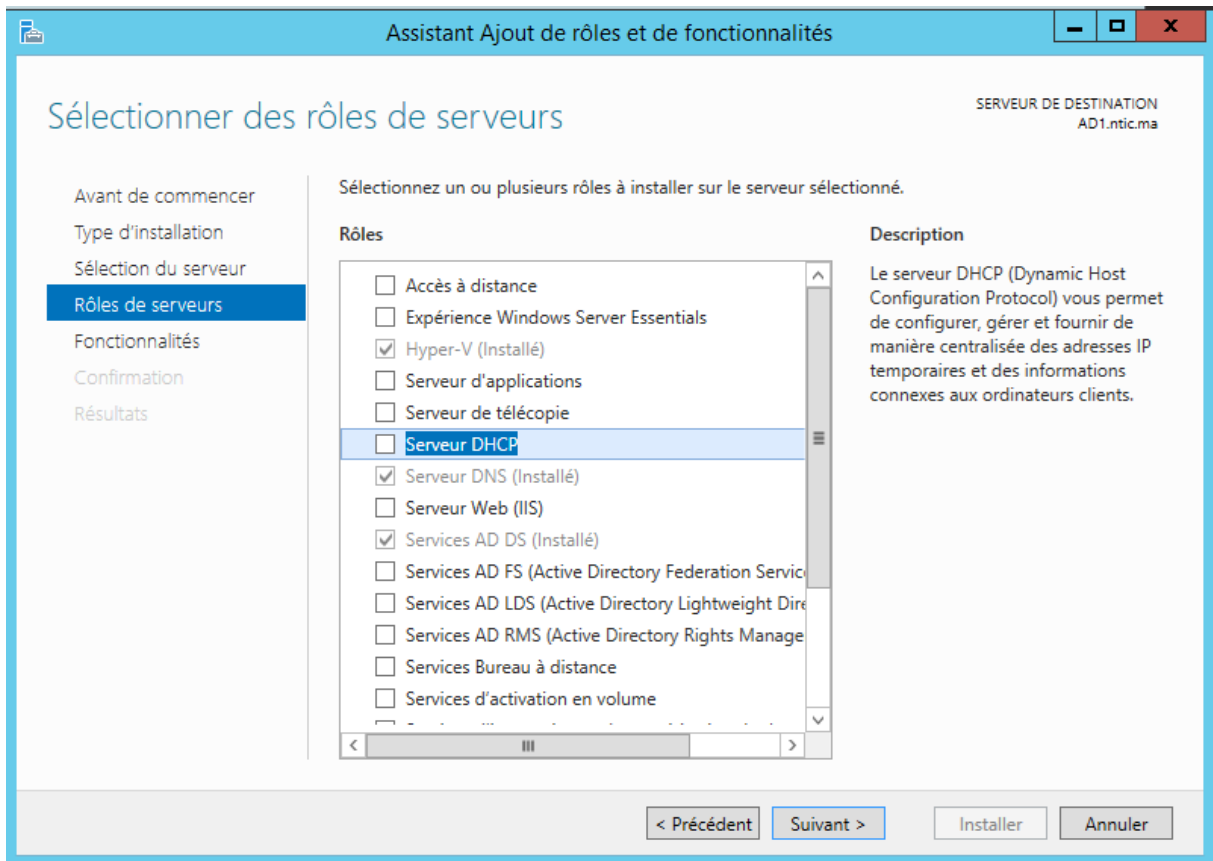 Assistant Ajout de rôles et de fonctionnalités
Sélectionner des rôles de serveurs
SERVEUR DE DESTINATION
AD1.ntic.ma
Avant de commencer
Type d'installation
Sélection du serveur
Rôles de serveurs
Fonctionnalités
Confirmation
Résultats
Sélectionnez un ou plusieurs rôles à installer sur le serveur sélectionné.
Rôles
Accès à distance
Expérience Windows Server Essentials
Hyper-V (Installé)
Serveur d'applications
Serveur de télécopie
Serveur DHCP
Serveur DNS (Installé)
Serveur Web (IIS)
Services AD DS (Installé)
Services AD FS (Active Directory Federation Servic
Services AD LDS (Active Directory Lightweight Dire
Services AD RMS (Active Directory Rights Manage
Services Bureau à distance
Services d'activation en volume
Description
Le serveur DHCP (Dynamic Host
Configuration Protocol) vous permet
de configurer, gérer et fournir de
manière centralisée des adresses IP
temporaires et des informations
connexes aux ordinateurs clients.
< Précédent
Suivant >
Installer
Annuler